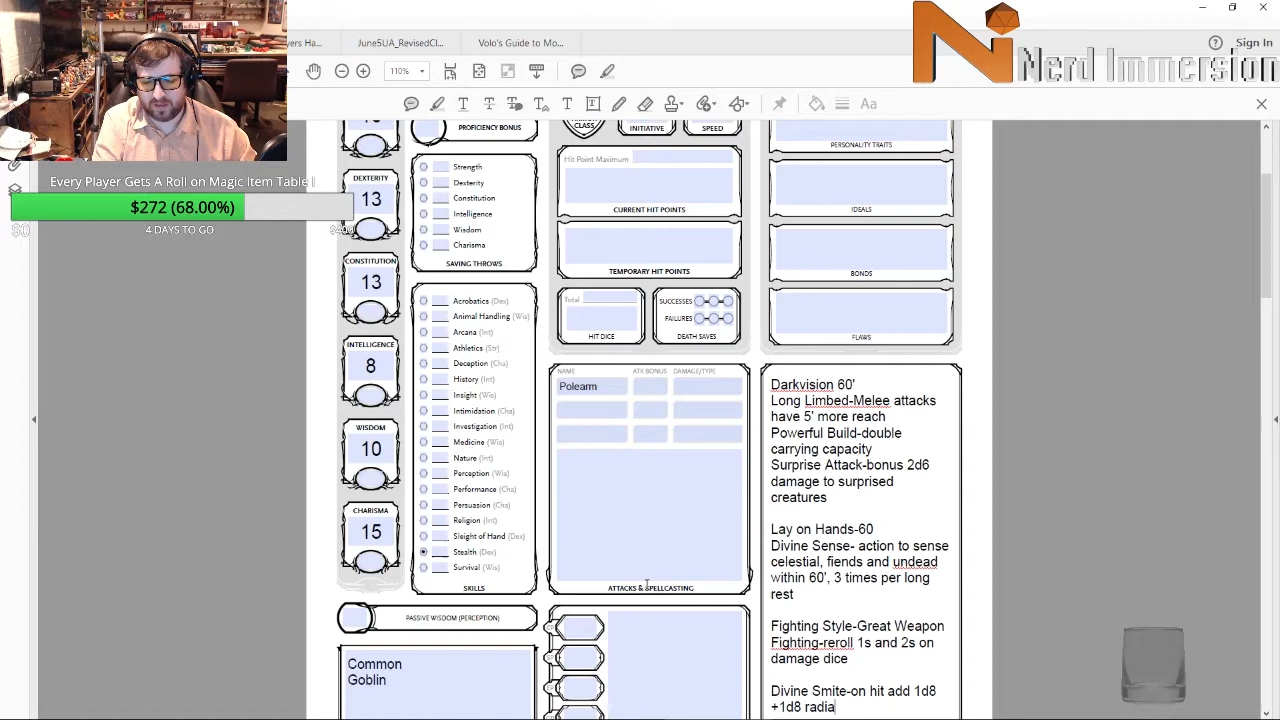 June5UA_RevisedCl...
Volo's Guide to Mo...
Sign In
Nerd Immersion
110%
Aa
Every Player Gets A Roll on Magic Item Table
$272 (68.00%)
$0
4 DAYS TO GO
PROFICIENCY BONUS
CLASS
INITIATIVE
SPEED
PERSONALITY TRAITS
DEXTERITY
13
Strength
Dexterity
Constitution
Intelligence
Wisdom
Charisma
SAVING THROWS
Hit Point Maximum
CURRENT HIT POINTS
TEMPORARY HIT POINTS
IDEALS
BONDS
CONSTITUTION
13
Total
HIT DICE
SUCCESSES
FAILURES
DEATH SAVES
FLAWS
INTELLIGENCE
8
WISDOM
10
CHARISMA
15
Acrobatics (Dex)
Animal Handling (Wis)
Arcana (Int)
Athletics (Str)
Deception (Cha)
History (Int)
Insight (Wis)
Intimidation (Cha)
Investigation (Int)
Medicine (Wis)
Nature (Int)
Perception (Wis)
Performance (Cha)
Persuasion (Cha)
Religion (Int)
Sleight of Hand (Dex)
Stealth (Dex)
Survival (Wis)
SKILLS
NAME ATK BONUS DAMAGE/TYPE
Polearm
ATTACKS & SPELLCASTING
Darkvision 60'
Long Limbed-Melee attacks
have 5' more reach
Powerful Build-double
carrying capacity
Surprise Attack-bonus 2d6
damage to surprised
creatures
Lay on Hands-60
Divine Sense- action to sense
celestial, fiends and undead
within 60', 3 times per long
rest
Fighting Style-Great Weapon
Fighting-reroll 1s and 2s on
damage dice
Divine Smite-on hit add 1d8
+1d8 radia
PASSIVE WISDOM (PERCEPTION)
Common
Goblin